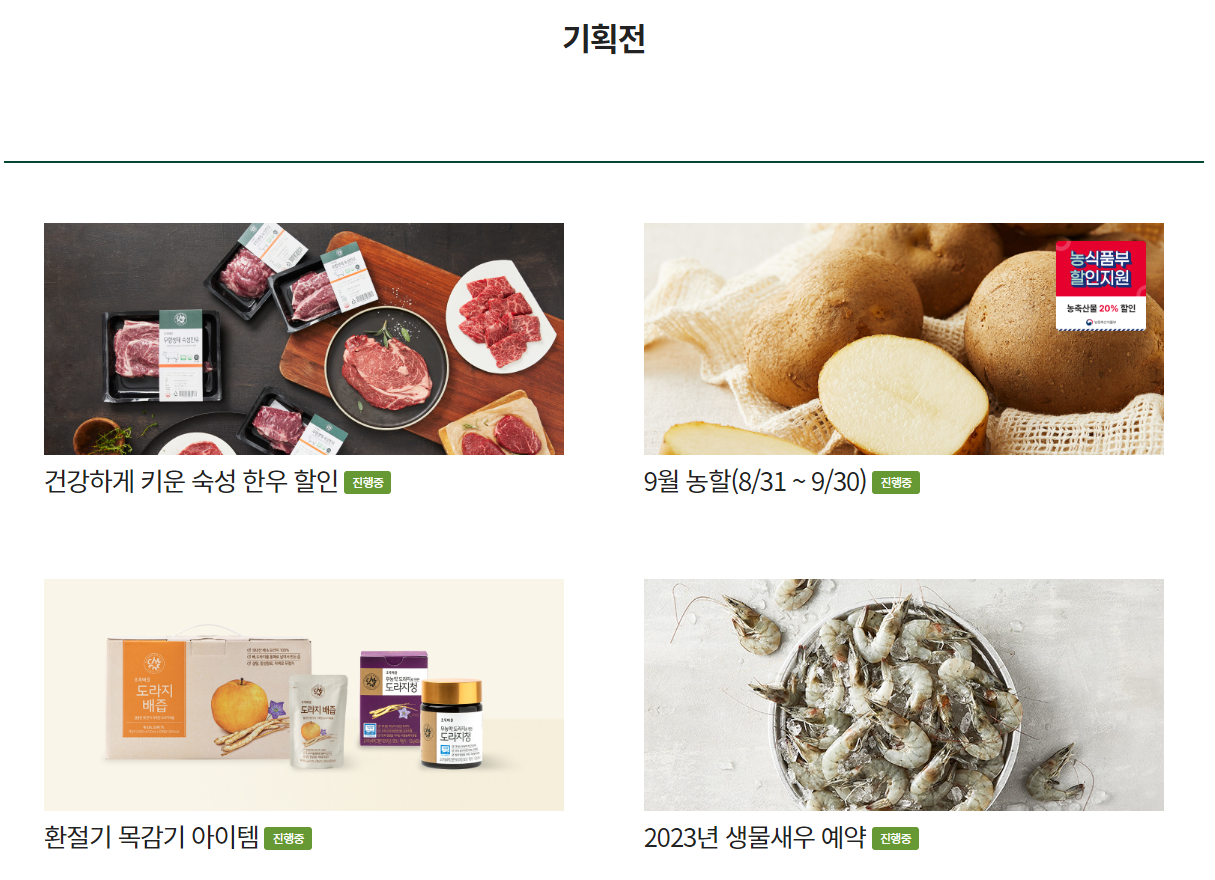 기획전
농식품부
할인지원
농축산물 20% 할인
건강하게 키운 숙성 한우 할인 진행중
9월 농할(8/31 ~ 9/30) 진행중
도라지
배즙
도라지 배즙
도라지청
도라지청
환절기 목감기 아이템 진행중
2023년 생물새우 예약 진행중